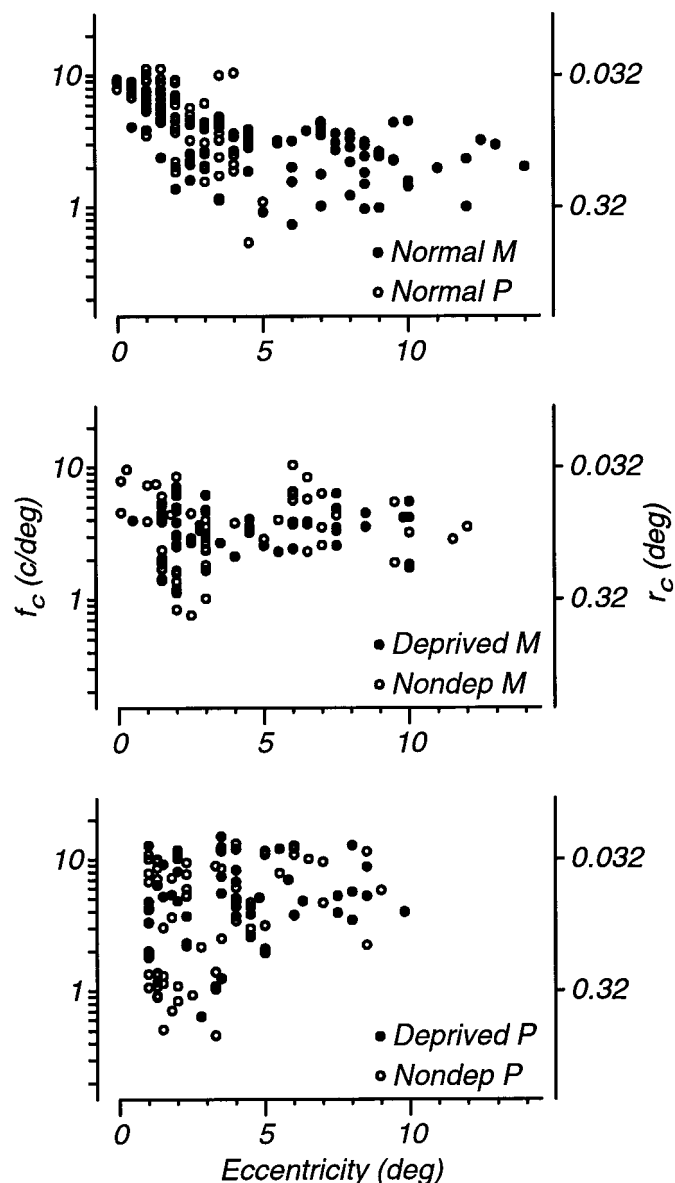 10
1
0.032
0.32
Normal M
Normal P
0 5 10
10
1
0.032
0.32
f_c (c/deg)
r_c (deg)
Deprived M
Nondep M
0 5 10
10
1
0.032
0.32
Deprived P
Nondep P
0 5 10
Eccentricity (deg)